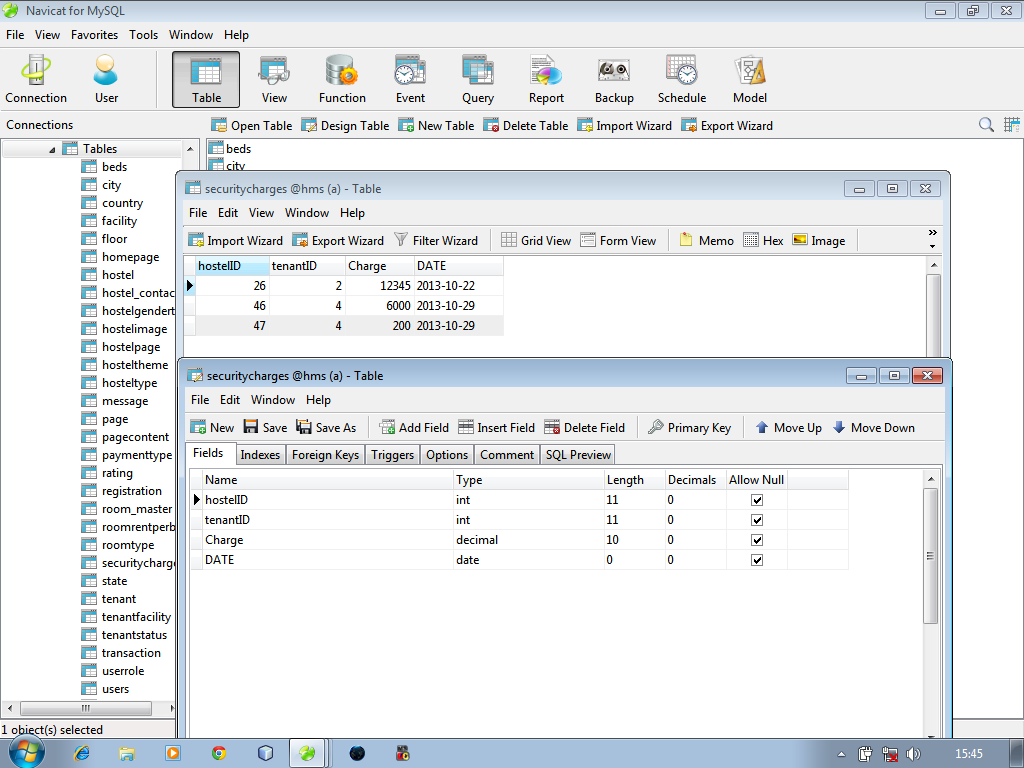 Navicat for MySQL
File View Favorites Tools Window Help
Connection User Table View Function Event Query Report Backup Schedule Model
Connections Open Table Design Table New Table Delete Table Import Wizard Export Wizard
Tables
beds
city
country
facility
floor
homepage
hostel
hostel_contac
hostelgendert
hostelimage
hostelpage
hosteltheme
hosteltype
message
page
pagecontent
paymenttype
rating
registration
room_master
roomrentperb
roomtype
securitycharge
state
tenant
tenantfacility
tenantstatus
transaction
userrole
users
1 object(s) selected
beds
city
securitycharges @hms (a) - Table
File Edit View Window Help
Import Wizard Export Wizard Filter Wizard Grid View Form View Memo Hex Image »
hostelID tenantID Charge DATE
26 2 12345 2013-10-22
46 4 6000 2013-10-29
47 4 200 2013-10-29
securitycharges @hms (a) - Table
File Edit Window Help
New Save Save As Add Field Insert Field Delete Field Primary Key Move Up Move Down
Fields Indexes Foreign Keys Triggers Options Comment SQL Preview
Name Type Length Decimals Allow Null
hostelID int 11 0
tenantID int 11 0
Charge decimal 10 0
DATE date 0 0
15:45